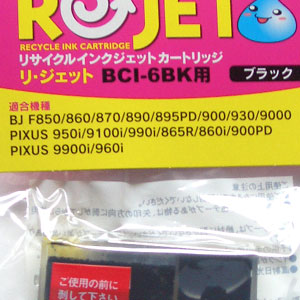 RэJET
RECYCLE INK CARTRIDGE
リサイクルインクジェットカートリッジ
リ・ジェット BCI-6BK用
ブラック
適合機種
BJ F850/860/870/890/895PD/900/930/9000
PIXUS 950i/9100i/990i/865R/860i/900PD
PIXUS 9900i/960i
ご使用の前に
剥して下さい